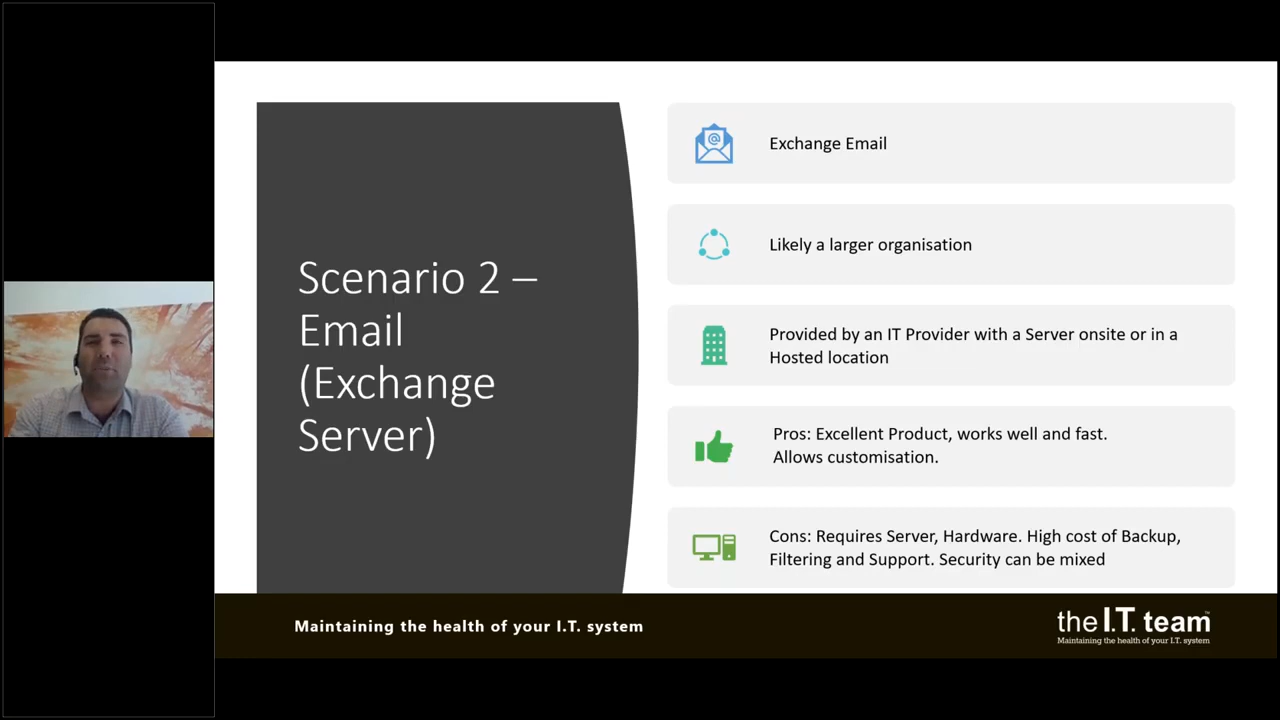 Scenario 2 –
Email
(Exchange
Server)
Exchange Email
Likely a larger organisation
Provided by an IT Provider with a Server onsite or in a
Hosted location
Pros: Excellent Product, works well and fast.
Allows customisation.
Cons: Requires Server, Hardware. High cost of Backup,
Filtering and Support. Security can be mixed
Maintaining the health of your I.T. system
the I.T. team™
Maintaining the health of your I.T. system